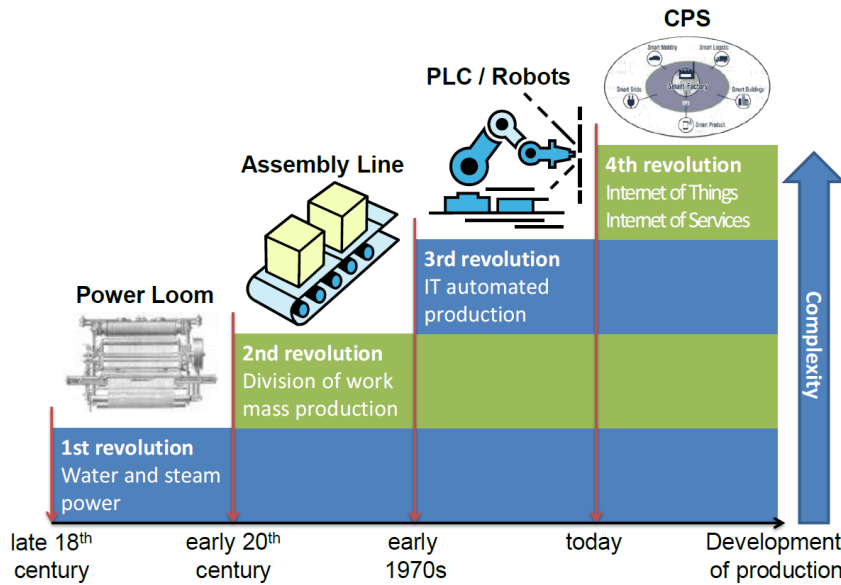 CPS
Smart Mobility
Smart Logistic
Smart Grids
Smart Factory
Smart Buildings
CPS
Smart Product
PLC / Robots
4th revolution
Internet of Things
Internet of Services
Assembly Line
3rd revolution
IT automated
production
Power Loom
2nd revolution
Division of work
mass production
1st revolution
Water and steam
power
Complexity
late 18th
century
early 20th
century
early
1970s
today
Development
of production